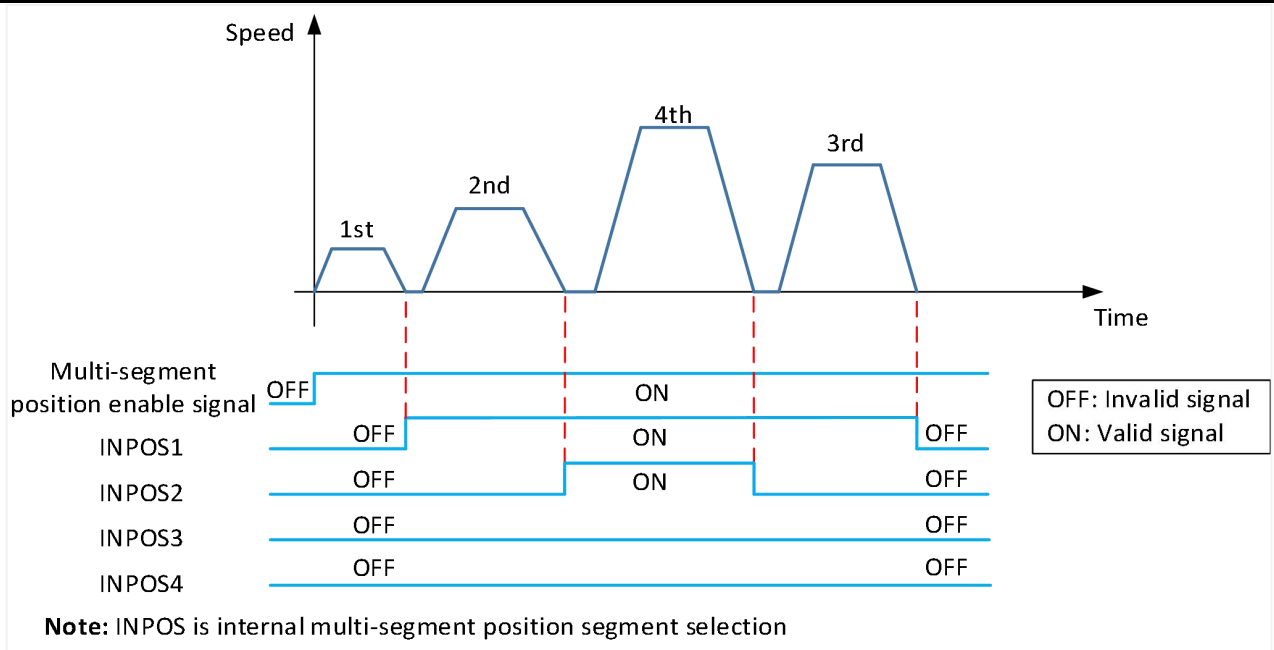 Speed
4th
3rd
2nd
1st
Time
Multi-segment
position enable signal
OFF
ON
INPOS1
OFF
ON
OFF
INPOS2
OFF
ON
OFF
INPOS3
OFF
OFF
INPOS4
OFF
OFF
OFF: Invalid signal
ON: Valid signal
Note: INPOS is internal multi-segment position segment selection